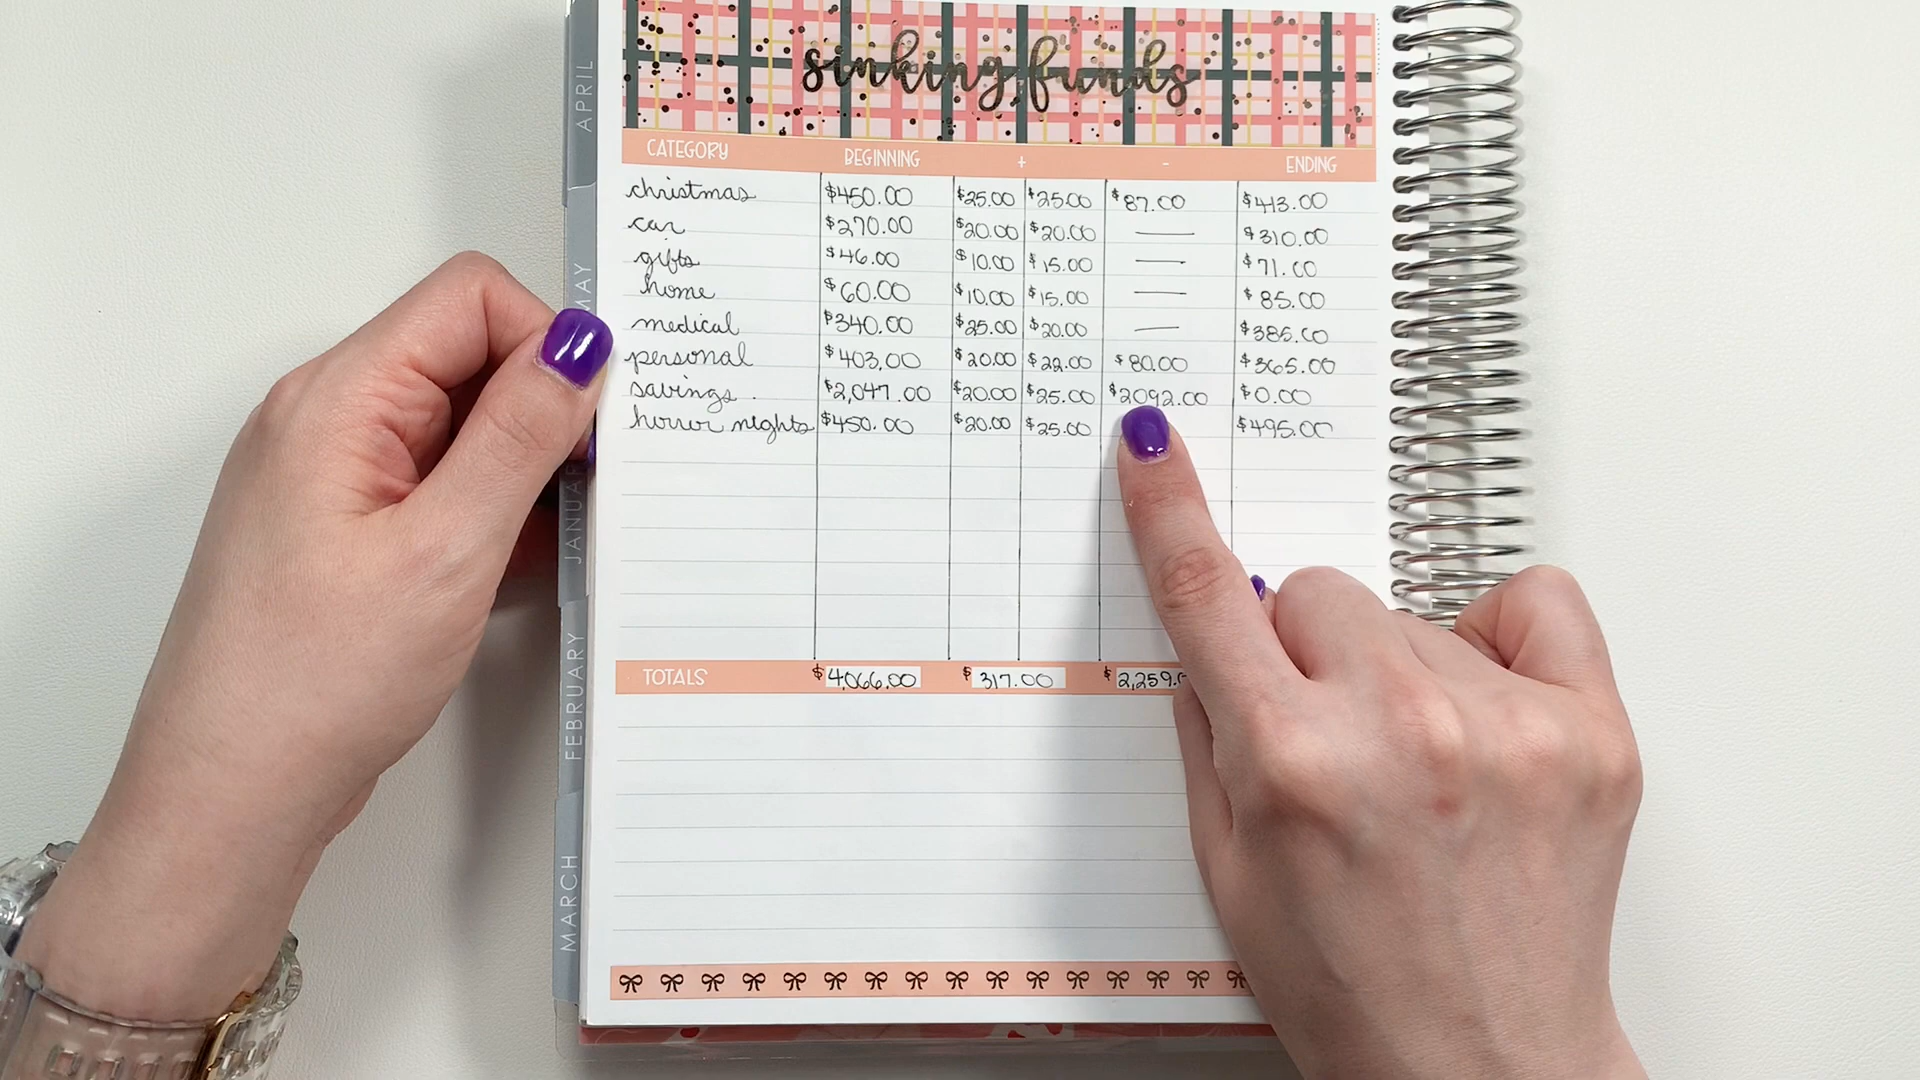 sinking funds
CATEGORY BEGINNING + - ENDING
christmas $450.00 $25.00 $25.00 $87.00 $413.00
car $270.00 $20.00 $20.00 — $310.00
gifts $46.00 $10.00 $15.00 — $71.00
home $60.00 $10.00 $15.00 — $85.00
medical $340.00 $25.00 $20.00 — $385.00
personal $403.00 $20.00 $22.00 $80.00 $365.00
savings $2,047.00 $20.00 $25.00 $2092.00 $0.00
horror nights $450.00 $20.00 $25.00 $495.00
TOTALS $4,066.00 $317.00 $2,259.
APRIL
MAY
JANUAR
FEBRUARY
MARCH